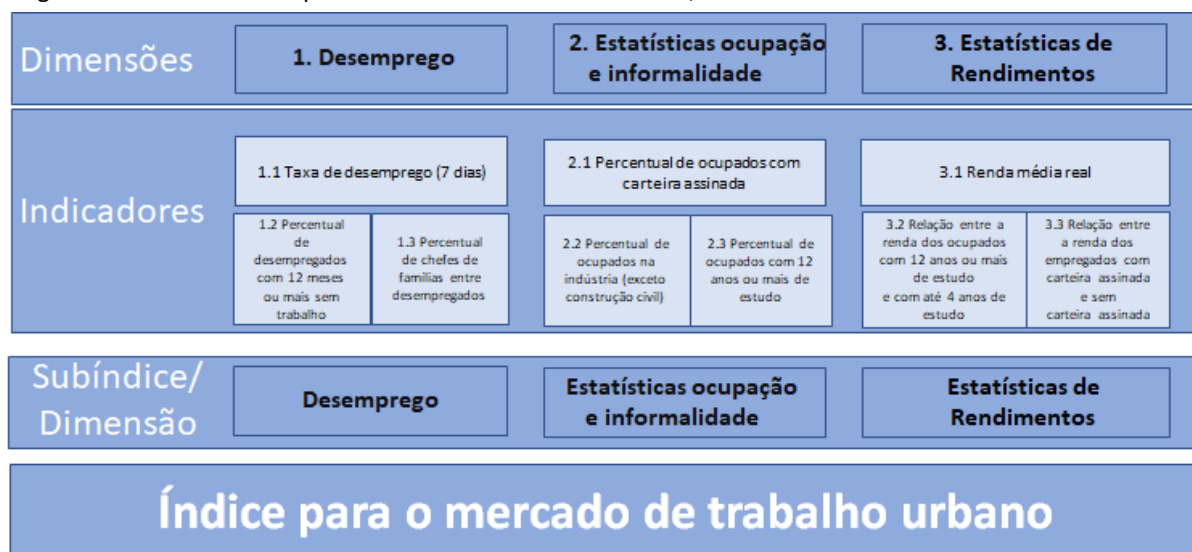 Dimensões
1. Desemprego
2. Estatísticas ocupação
e informalidade
3. Estatísticas de
Rendimentos
Indicadores
1.1 Taxa de desemprego (7 dias)
2.1 Percentual de ocupados com
carteira assinada
3.1 Renda média real
1.2 Percentual
de
desempregados
com 12 meses
ou mais sem
trabalho
1.3 Percentual
de chefes de
famílias entre
desempregados
2.2 Percentual de
ocupados na
indústria (exceto
construção civil)
2.3 Percentual de
ocupados com 12
anos ou mais de
estudo
3.2 Relação entre a
renda dos ocupados
com 12 anos ou mais
de estudo
e com até 4 anos de
estudo
3.3 Relação entre
a renda dos
empregados com
carteira assinada
e sem
carteira assinada
Subíndice/
Dimensão
Desemprego
Estatísticas ocupação
e informalidade
Estatísticas de
Rendimentos
Índice para o mercado de trabalho urbano